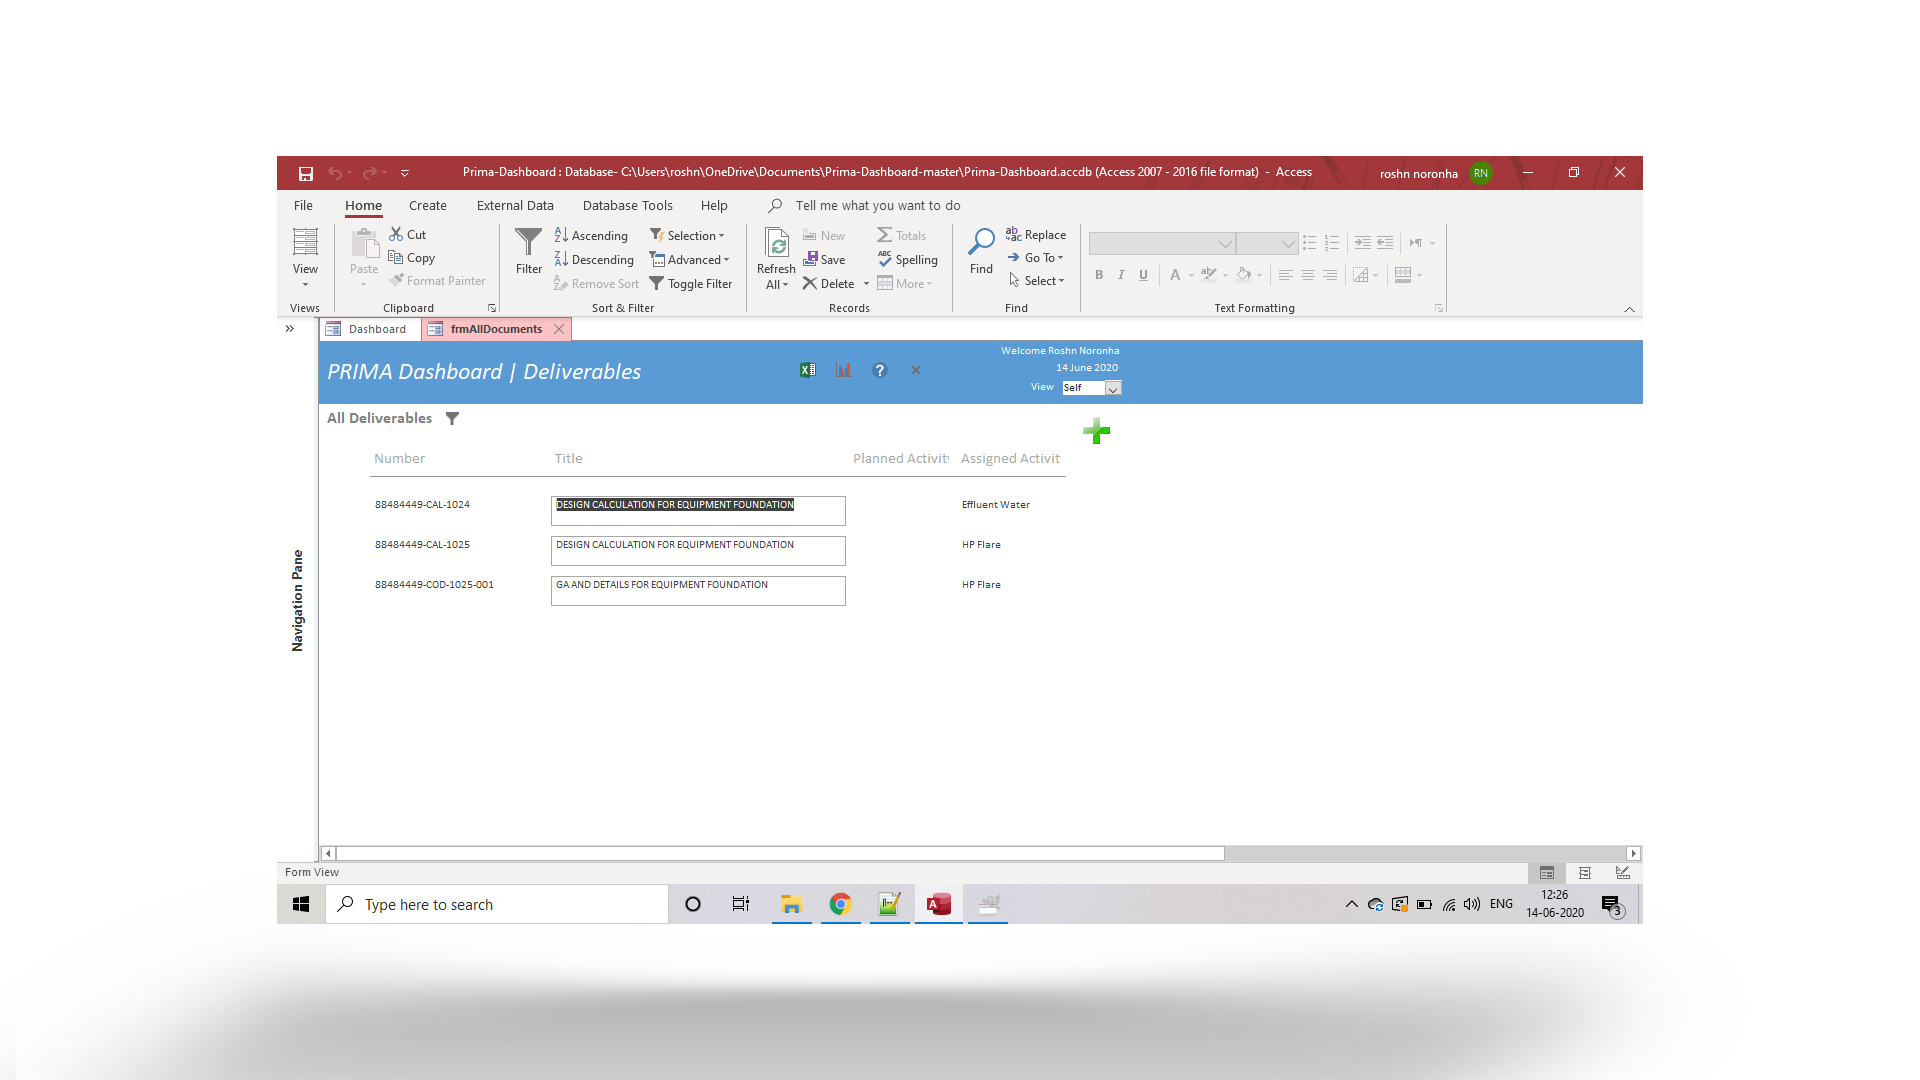 Prima-Dashboard : Database- C:\Users\roshn\OneDrive\Documents\Prima-Dashboard-master\Prima-Dashboard.accdb (Access 2007 - 2016 file format) - Access
roshn noronha RN
File Home Create External Data Database Tools Help Tell me what you want to do
View
Views
Paste
Cut
Copy
Format Painter
Clipboard
Filter
Ascending
Descending
Remove Sort
Selection
Advanced
Toggle Filter
Sort & Filter
Refresh
All
New
Save
Delete
Totals
Spelling
More
Records
Find
Replace
Go To
Select
Find
B I U A
Text Formatting
Dashboard frmAllDocuments
Navigation Pane
PRIMA Dashboard | Deliverables
Welcome Roshn Noronha
14 June 2020
View Self
All Deliverables
Number Title Planned Activit Assigned Activit
88484449-CAL-1024 DESIGN CALCULATION FOR EQUIPMENT FOUNDATION Effluent Water
88484449-CAL-1025 DESIGN CALCULATION FOR EQUIPMENT FOUNDATION HP Flare
88484449-COD-1025-001 GA AND DETAILS FOR EQUIPMENT FOUNDATION HP Flare
Form View
Type here to search
ENG
12:26
14-06-2020
3